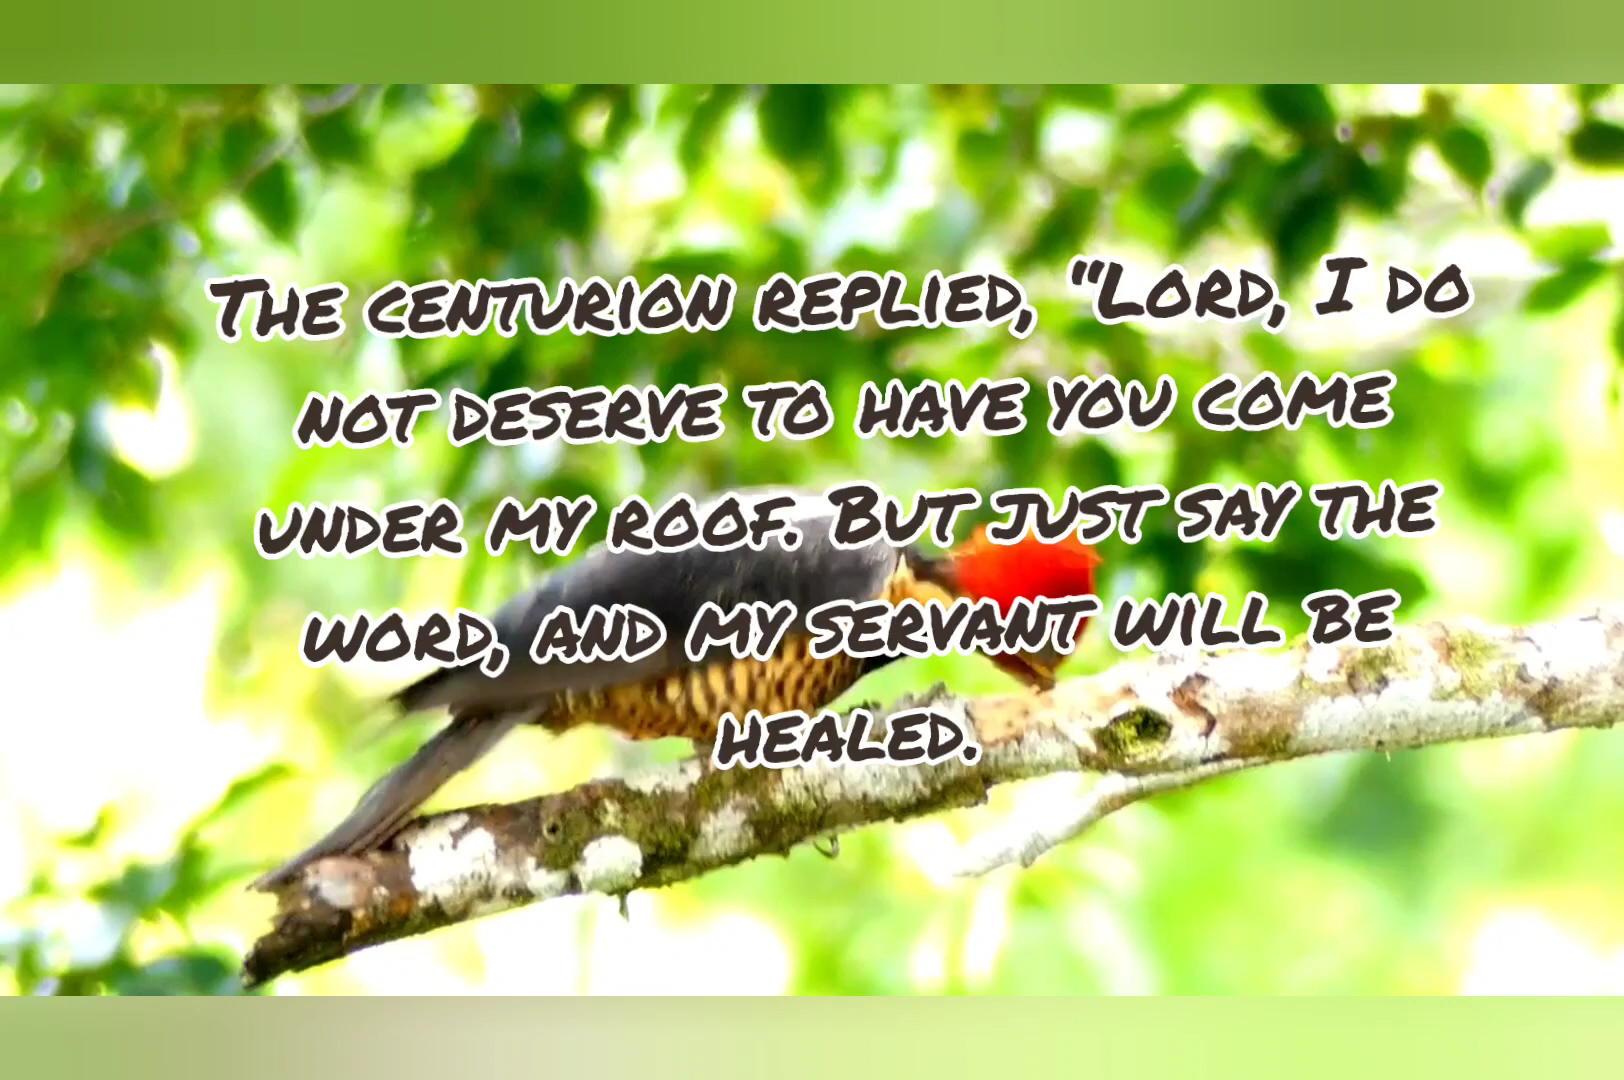 The centurion replied, “Lord, I do
not deserve to have you come
under my roof. But just say the
word, and my servant will be
healed.